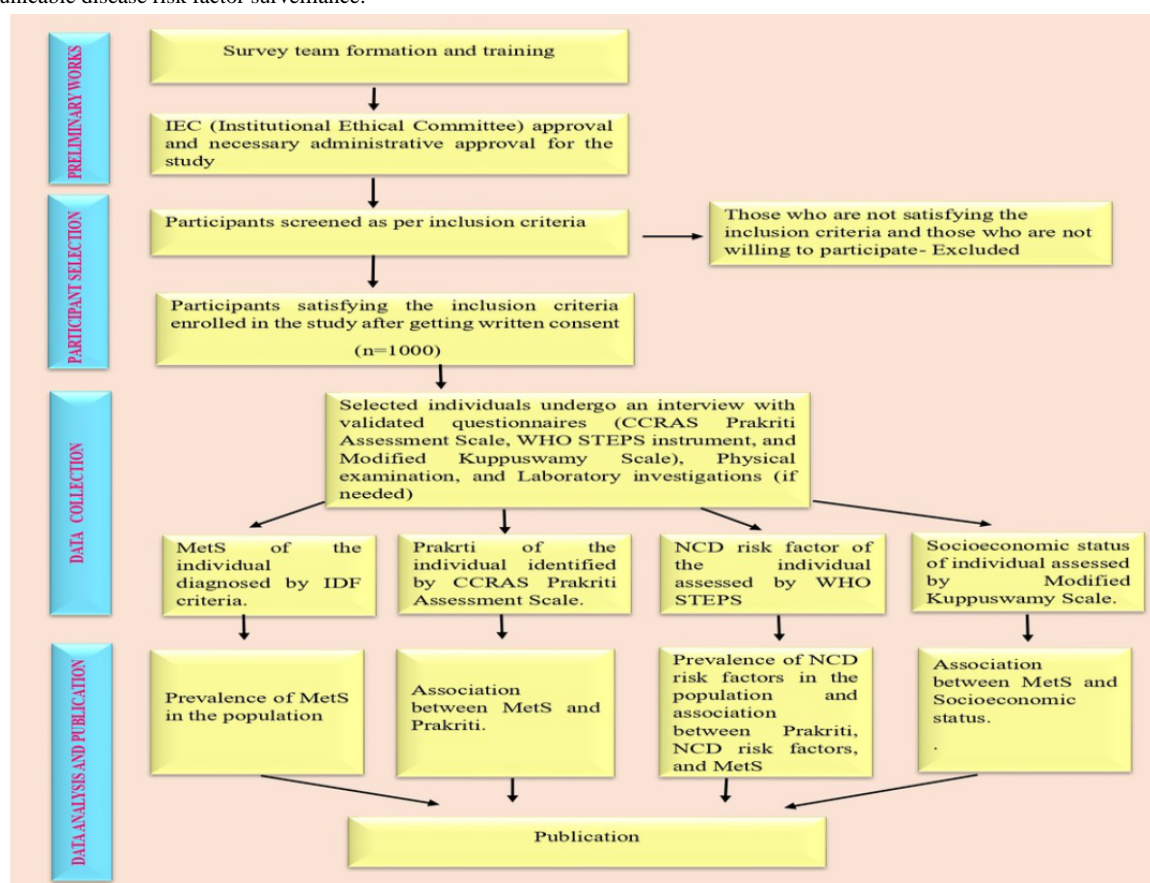 unicable disease risk factor surveillance.
PRELIMINARY WORKS
Survey team formation and training
IEC (Institutional Ethical Committee) approval
and necessary administrative approval for the
study
PARTICIPANT SELECTION
Participants screened as per inclusion criteria
Those who are not satisfying the
inclusion criteria and those who are not
willing to participate- Excluded
Participants satisfying the inclusion criteria
enrolled in the study after getting written consent
(n=1000)
DATA COLLECTION
Selected individuals undergo an interview with
validated questionnaires (CCRAS Prakriti
Assessment Scale, WHO STEPS instrument, and
Modified Kuppuswamy Scale), Physical
examination, and Laboratory investigations (if
needed)
MetS of the
individual
diagnosed by IDF
criteria.
Prakrti of the
individual identified
by CCRAS Prakriti
Assessment Scale.
NCD risk factor of
the individual
assessed by WHO
STEPS
Socioeconomic status
of individual assessed
by Modified
Kuppuswamy Scale.
DATA ANALYSIS AND PUBLICATION
Prevalence of MetS
in the population
Association
between MetS and
Prakriti.
Prevalence of NCD
risk factors in the
population and
association
between Prakriti,
NCD risk factors,
and MetS
Association
between MetS and
Socioeconomic
status.
.
Publication